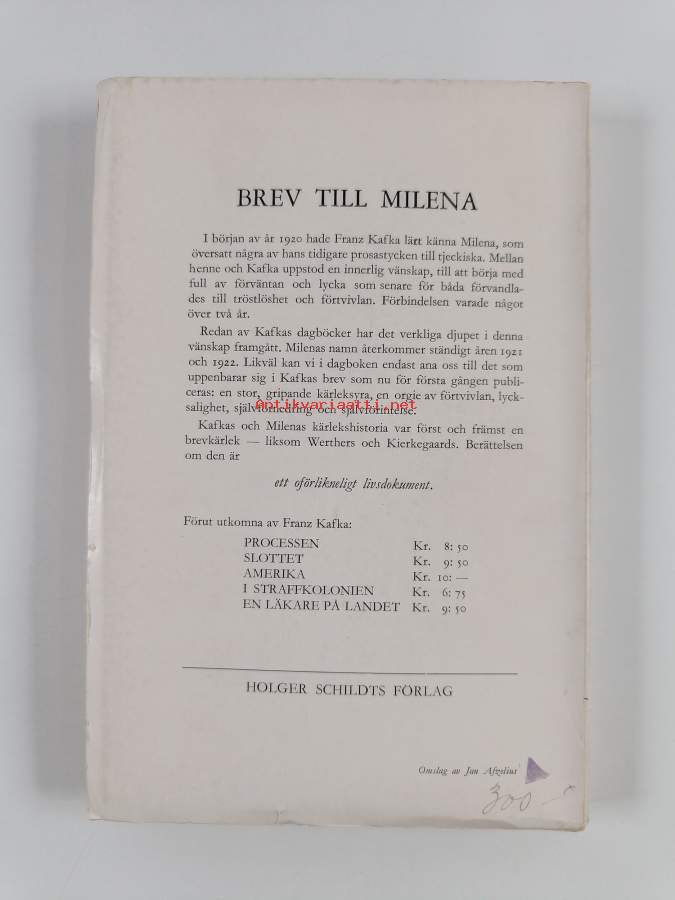 BREV TILL MILENA
I början av år 1920 hade Franz Kafka lärt känna Milena, som
översatt några av hans tidigare prosastycken till tjeckiska. Mellan
henne och Kafka uppstod en innerlig vänskap, till att börja med
full av förväntan och lycka som senare för båda förvandla-
des till tröstlöshet och förtvivlan. Förbindelsen varade något
över två år.
Redan av Kafkas dagböcker har det verkliga djupet i denna
vänskap framgått. Milenas namn återkommer ständigt åren 1921
och 1922. Likväl kan vi i dagboken endast ana oss till det som
uppenbarar sig i Kafkas brev som nu för första gången publi-
ceras: en stor, gripande kärleksyra, en orgie av förtvivlan, lyck-
salighet, självförnedring och självförintelse.
antikvariaatti.net
Kafkas och Milenas kärlekshistoria var först och främst en
brevkärlek — liksom Werthers och Kierkegaards. Berättelsen
om den är
ett oförlikneligt livsdokument.
Förut utkomna av Franz Kafka:
PROCESSEN Kr. 8: 50
SLOTTET Kr. 9: 50
AMERIKA Kr. 10: —
I STRAFFKOLONIEN Kr. 6: 75
EN LÄKARE PÅ LANDET Kr. 9: 50
HOLGER SCHILDTS FÖRLAG
Omslag av Jan Afzelius
300 —